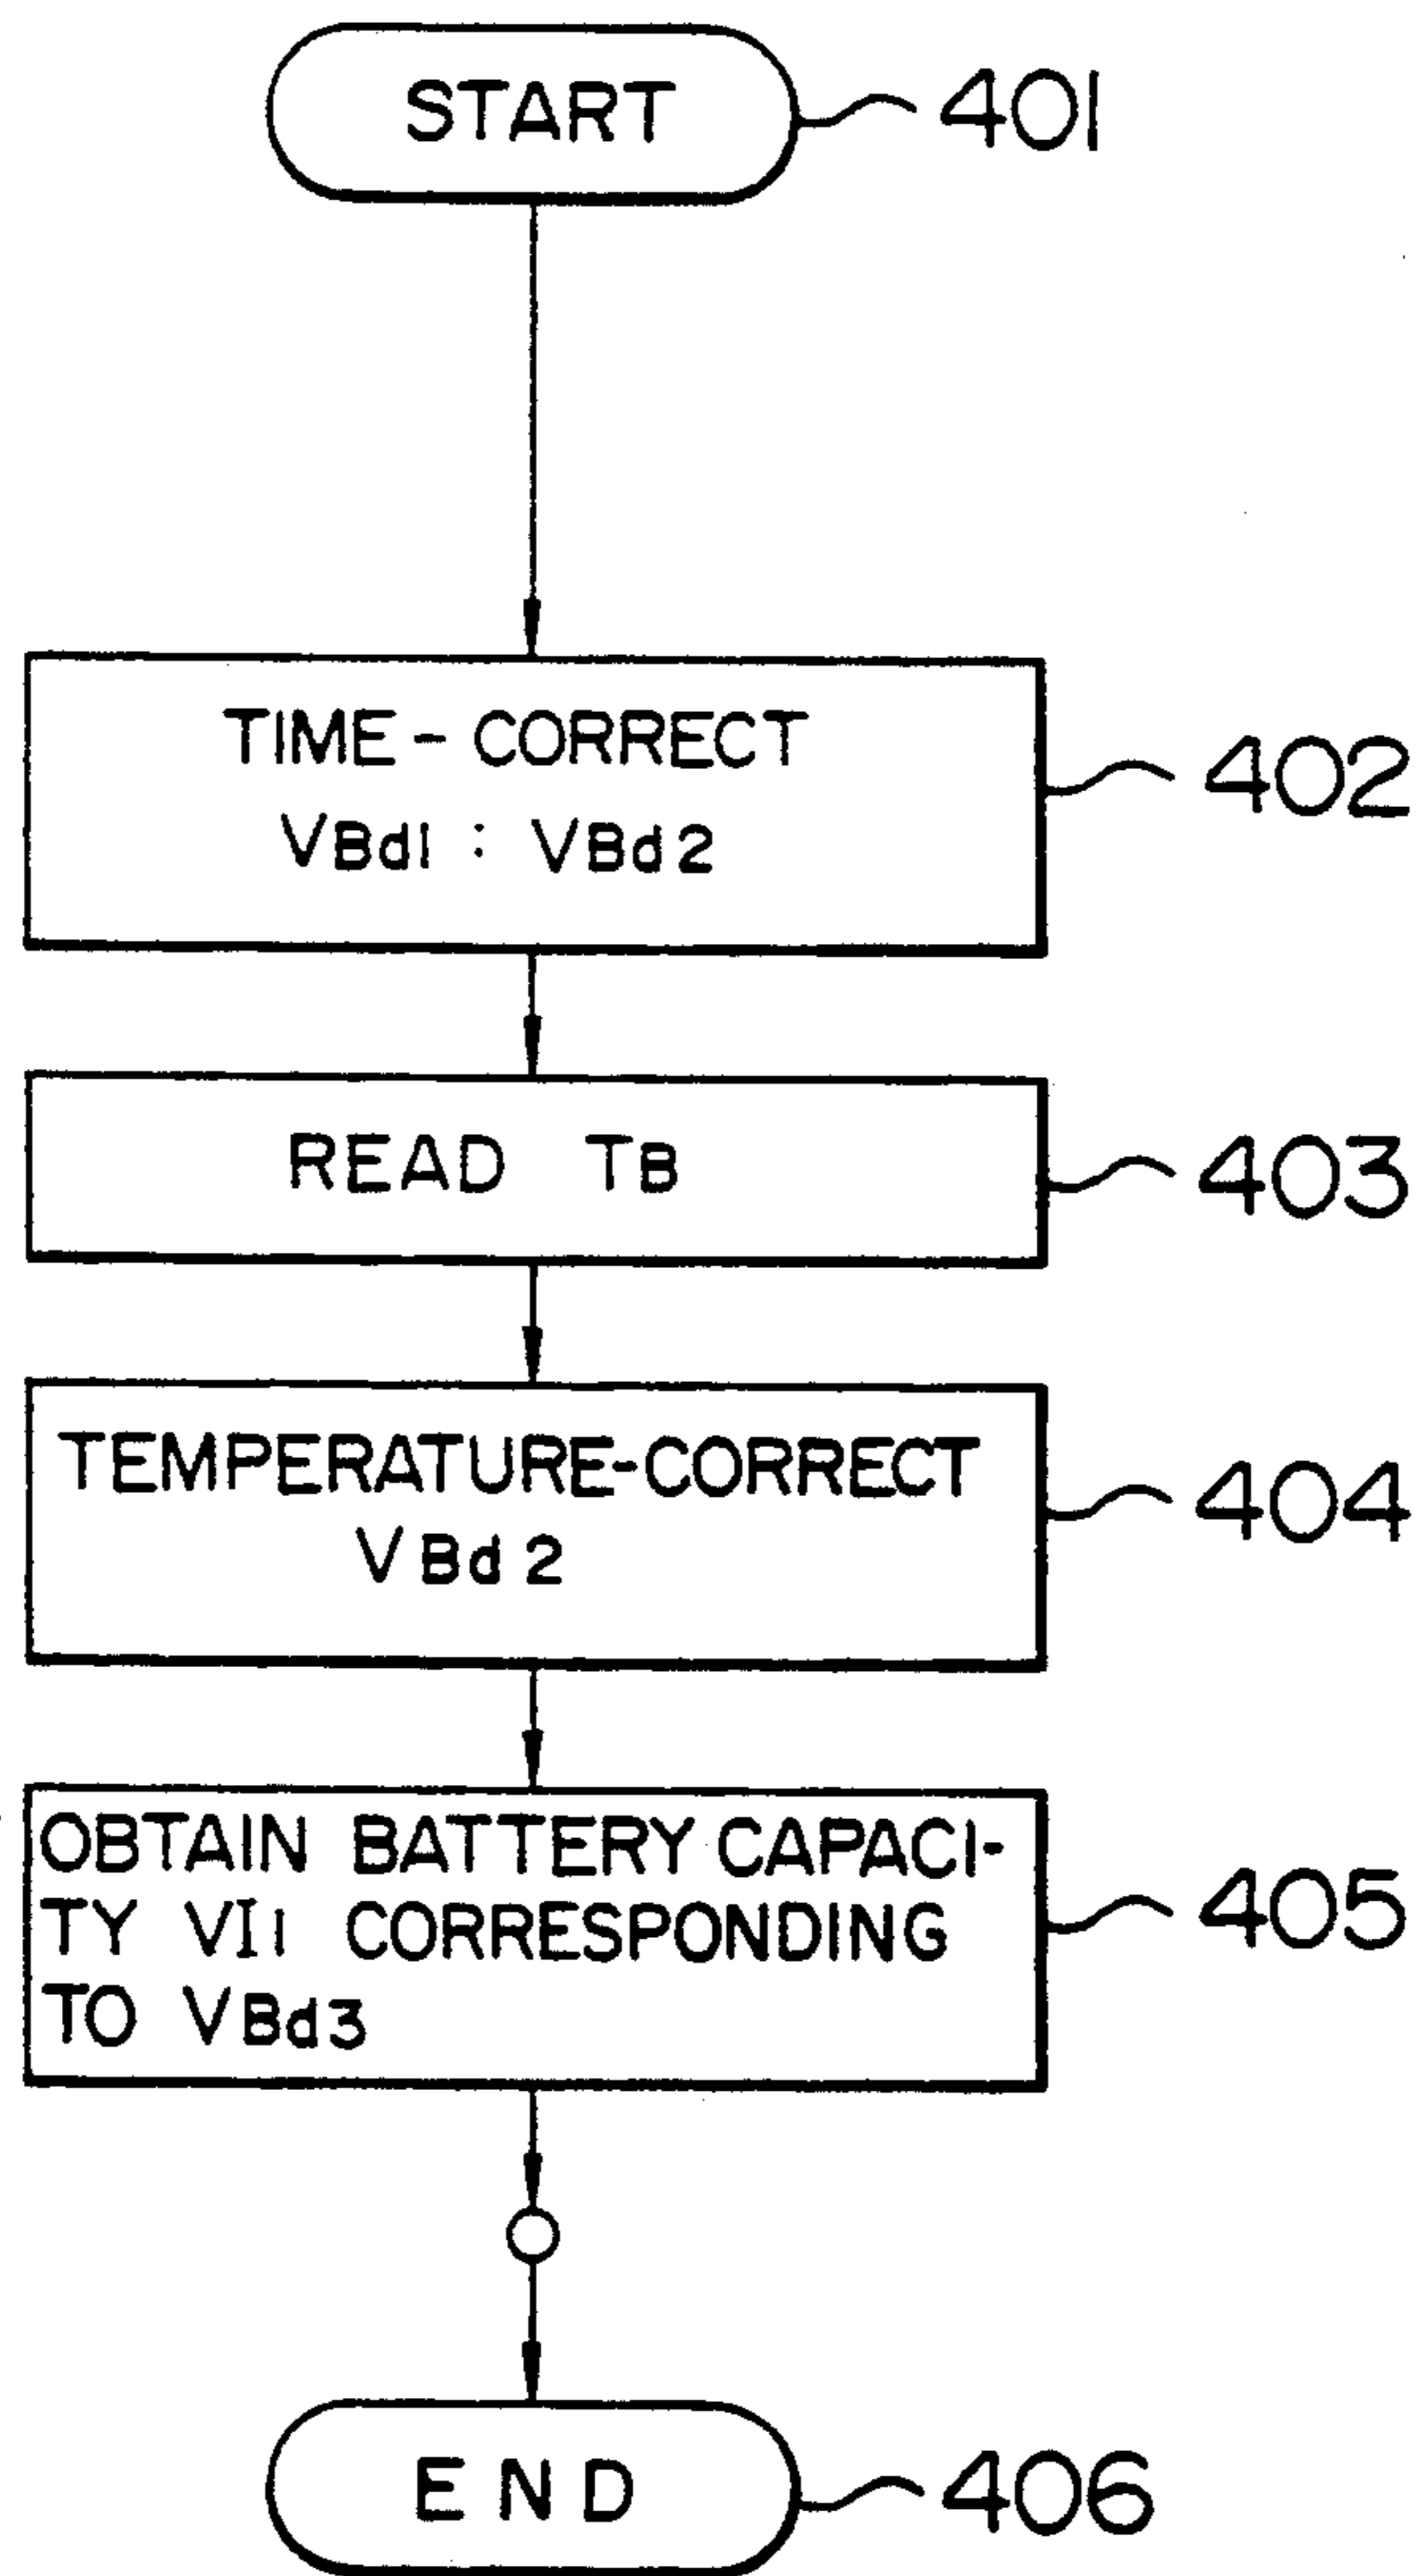 START 401
TIME - CORRECT
VBd1 : VBd2
402
READ TB 403
TEMPERATURE-CORRECT
VBd2
404
OBTAIN BATTERY CAPACI-
TY VI1 CORRESPONDING
TO VBd3
405
END 406